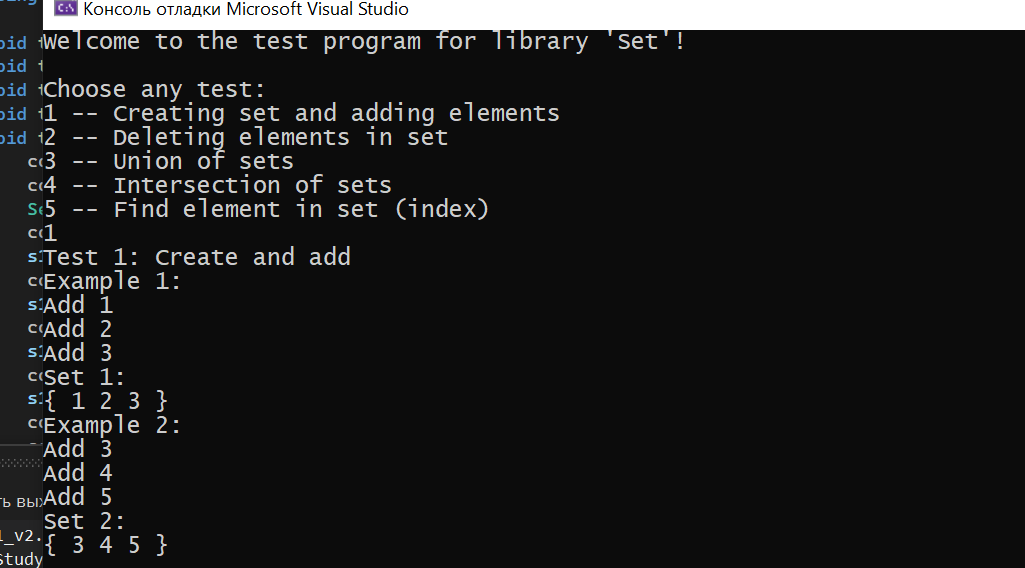 Консоль отладки Microsoft Visual Studio
Welcome to the test program for library 'Set'!
Choose any test:
1 -- Creating set and adding elements
2 -- Deleting elements in set
3 -- Union of sets
4 -- Intersection of sets
5 -- Find element in set (index)
1
Test 1: Create and add
Example 1:
Add 1
Add 2
Add 3
Set 1:
{ 1 2 3 }
Example 2:
Add 3
Add 4
Add 5
Set 2:
{ 3 4 5 }